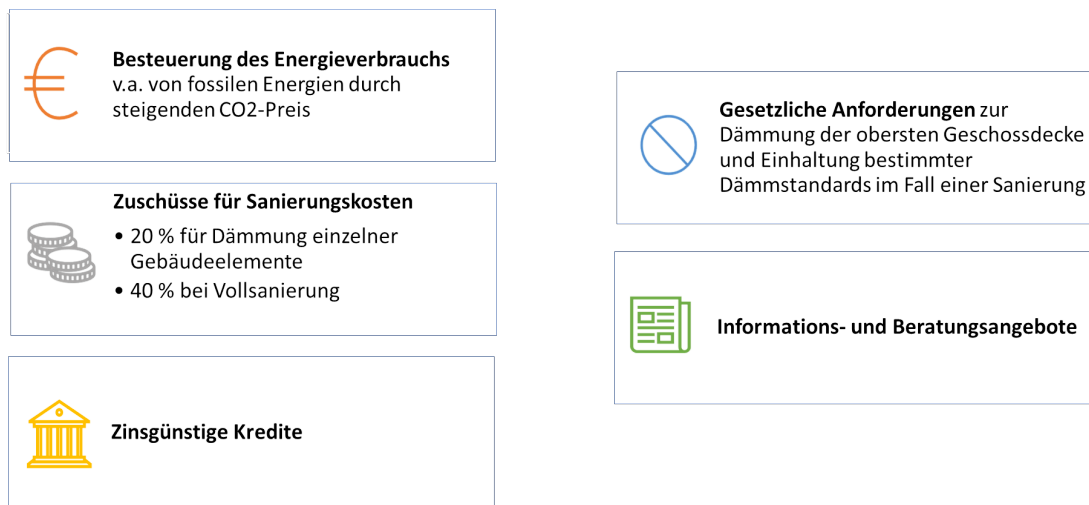 Besteuerung des Energieverbrauchs
v.a. von fossilen Energien durch
steigenden CO2-Preis
Zuschüsse für Sanierungskosten
• 20 % für Dämmung einzelner
Gebäudeelemente
• 40 % bei Vollsanierung
Zinsgünstige Kredite
Gesetzliche Anforderungen zur
Dämmung der obersten Geschossdecke
und Einhaltung bestimmter
Dämmstandards im Fall einer Sanierung
Informations- und Beratungsangebote